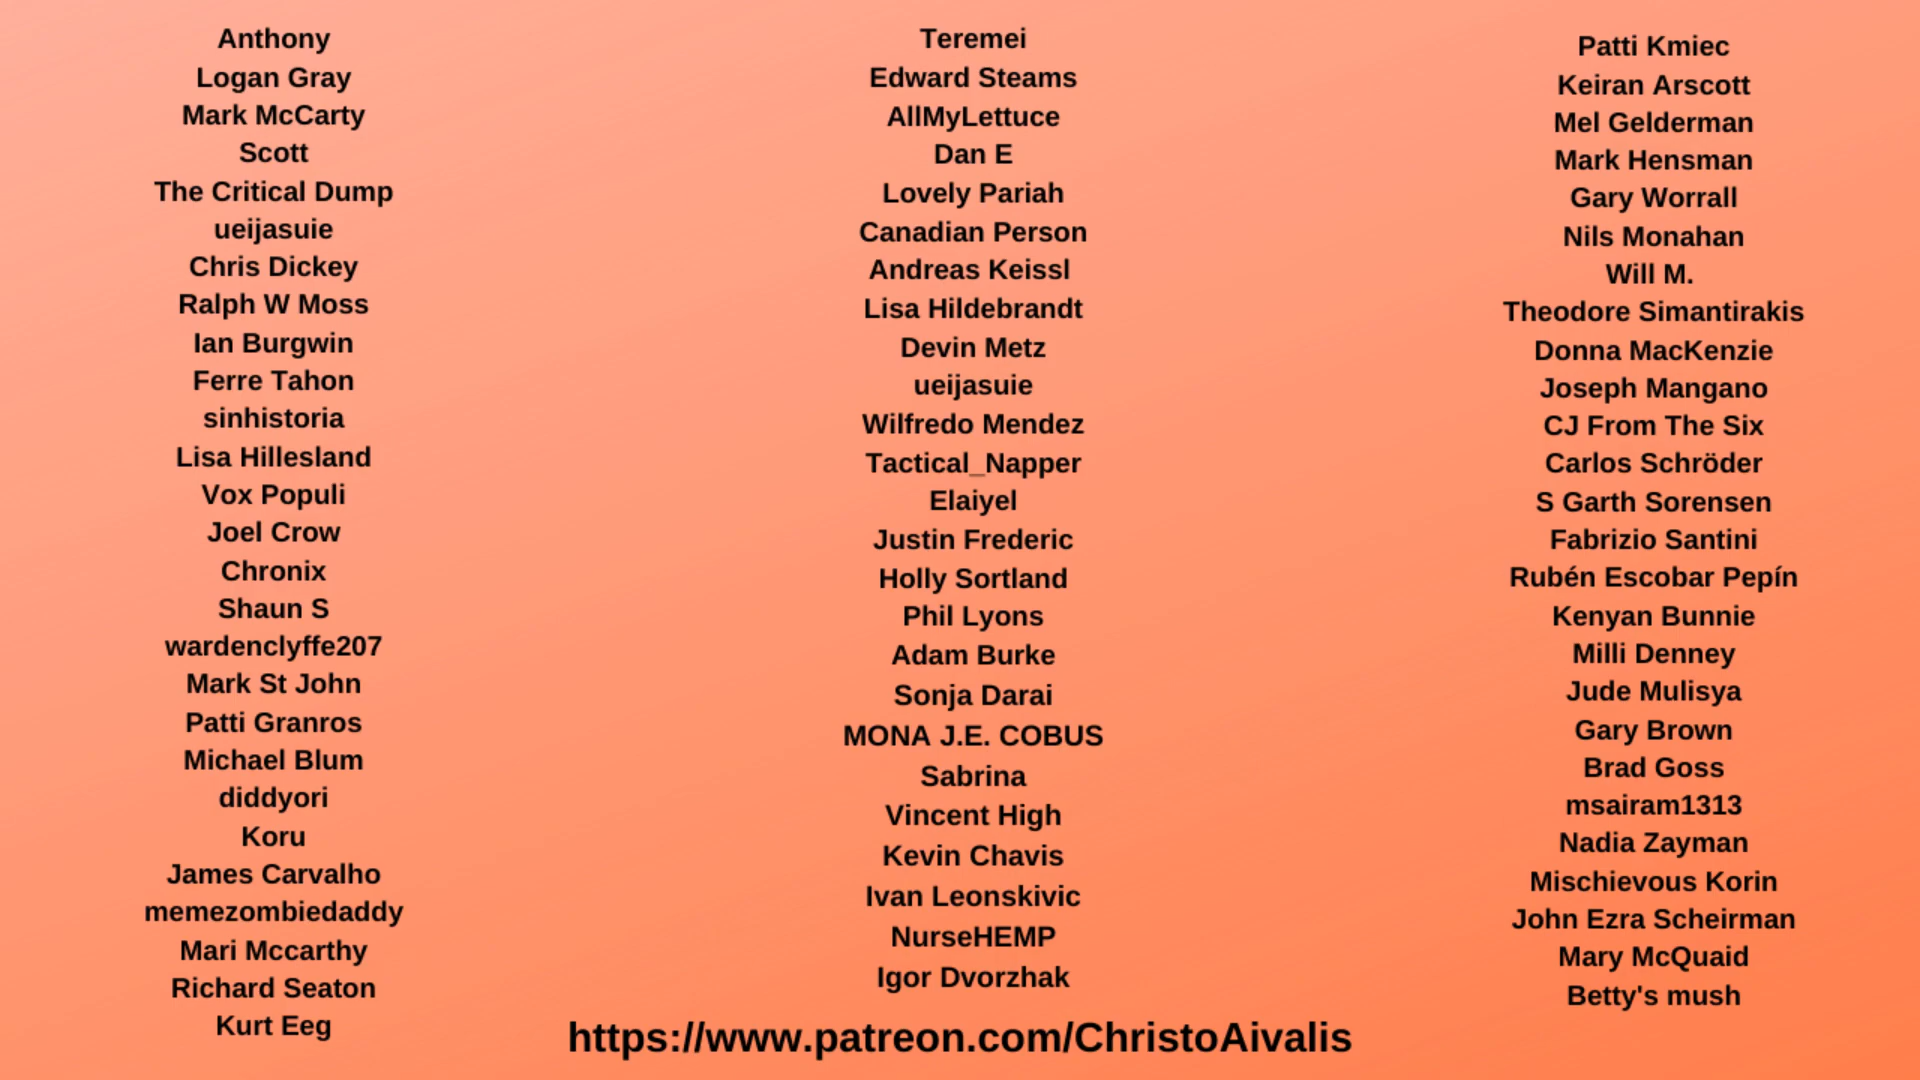 Anthony
Logan Gray
Mark McCarty
Scott
The Critical Dump
ueijasuie
Chris Dickey
Ralph W Moss
Ian Burgwin
Ferre Tahon
sinhistoria
Lisa Hillesland
Vox Populi
Joel Crow
Chronix
Shaun S
wardenclyffe207
Mark St John
Patti Granros
Michael Blum
diddyori
Koru
James Carvalho
memezombiedaddy
Mari Mccarthy
Richard Seaton
Kurt Eeg
Teremei
Edward Steams
AllMyLettuce
Dan E
Lovely Pariah
Canadian Person
Andreas Keissl
Lisa Hildebrandt
Devin Metz
ueijasuie
Wilfredo Mendez
Tactical_Napper
Elaiyel
Justin Frederic
Holly Sortland
Phil Lyons
Adam Burke
Sonja Darai
MONA J.E. COBUS
Sabrina
Vincent High
Kevin Chavis
Ivan Leonskivic
NurseHEMP
Igor Dvorzhak
Patti Kmiec
Keiran Arscott
Mel Gelderman
Mark Hensman
Gary Worrall
Nils Monahan
Will M.
Theodore Simantirakis
Donna MacKenzie
Joseph Mangano
CJ From The Six
Carlos Schröder
S Garth Sorensen
Fabrizio Santini
Rubén Escobar Pepín
Kenyan Bunnie
Milli Denney
Jude Mulisya
Gary Brown
Brad Goss
msairam1313
Nadia Zayman
Mischievous Korin
John Ezra Scheirman
Mary McQuaid
Betty's mush
https://www.patreon.com/ChristoAivalis